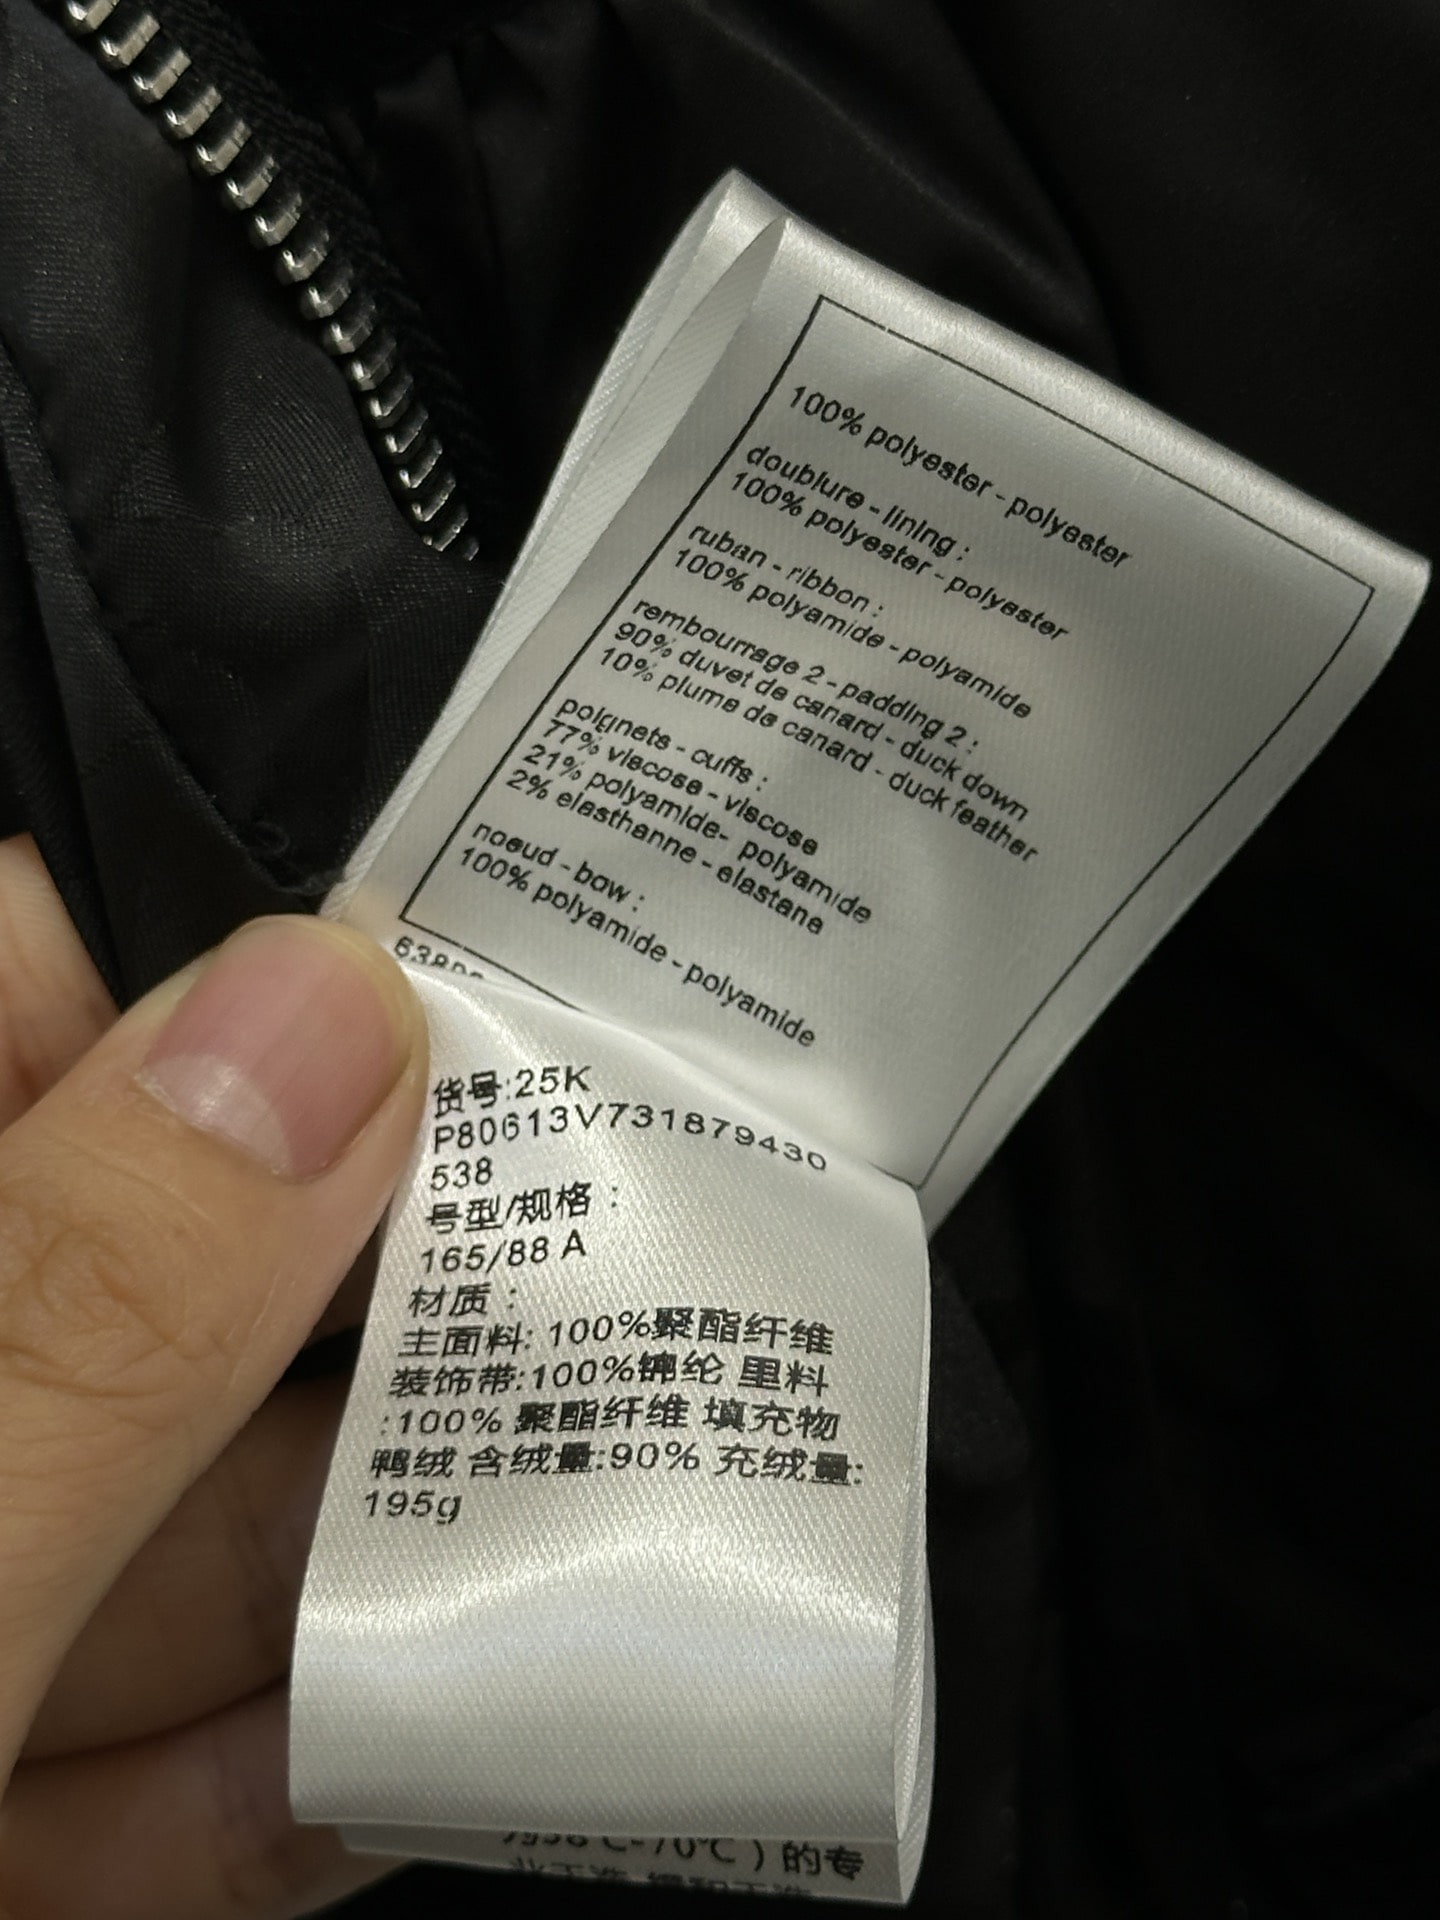 100% polyester - polyester
doublure - lining :
100% polyester - polyester
ruban - ribbon :
100% polyamide - polyamide
rembourrage 2 - padding 2 :
90% duvet de canard - duck down
10% plume de canard - duck feather
poignets - cuffs :
77% viscose - viscose
21% polyamide- polyamide
2% elasthanne - elastane
noeud - bow :
100% polyamide - polyamide
货号:25K
P80613V731879430
538
号型/规格：
165/88 A
材质：
主面料: 100%聚酯纤维
装饰带:100%锦纶 里料
:100% 聚酯纤维 填充物
鸭绒 含绒量:90% 充绒量:
195g
℃-70℃）的专